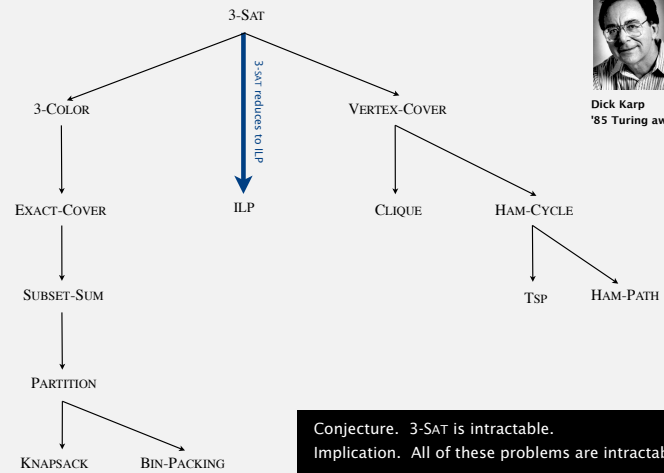 3-SAT
3-SAT reduces to ILP
Dick Karp
'85 Turing aw
3-COLOR
VERTEX-COVER
EXACT-COVER
ILP
CLIQUE
HAM-CYCLE
SUBSET-SUM
TSP
HAM-PATH
PARTITION
KNAPSACK
BIN-PACKING
Conjecture. 3-SAT is intractable.
Implication. All of these problems are intractab